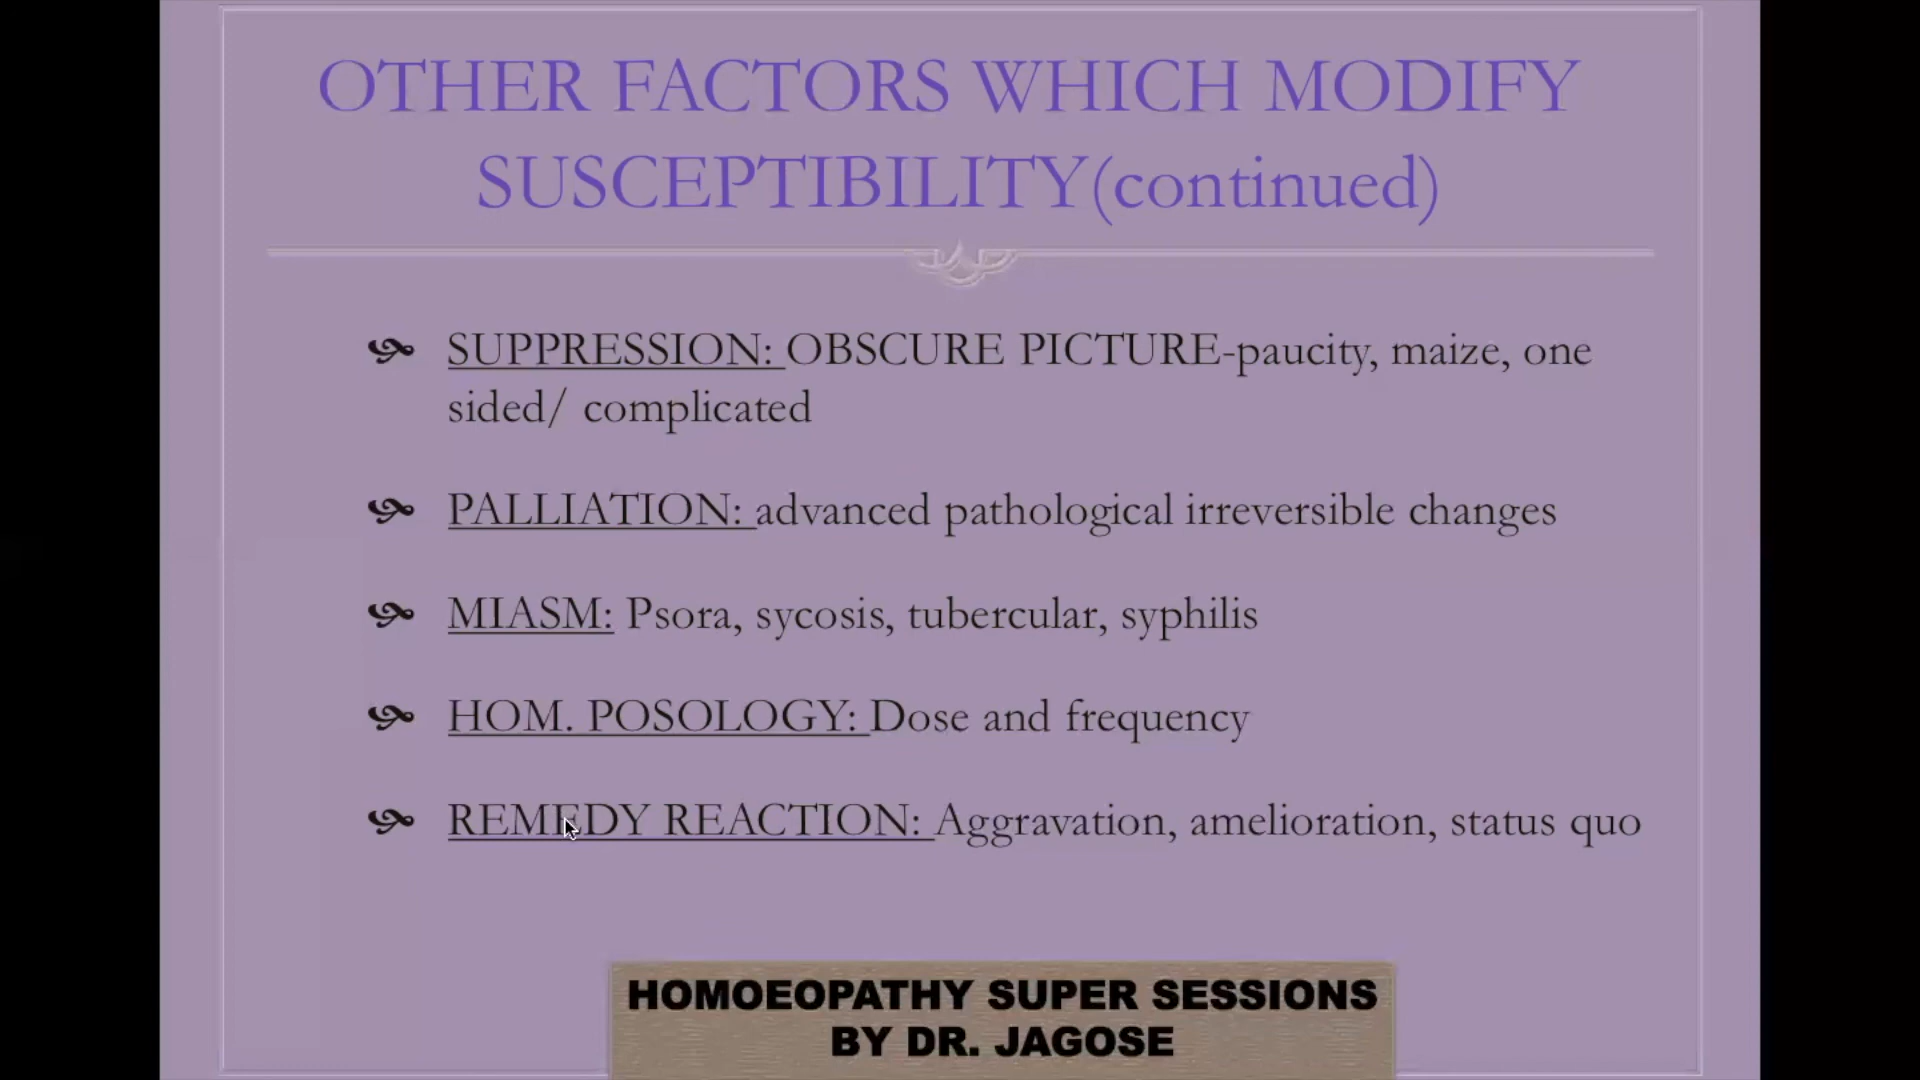 OTHER FACTORS WHICH MODIFY
SUSCEPTIBILITY(continued)
SUPPRESSION: OBSCURE PICTURE-paucity, maize, one
sided/ complicated
PALLIATION: advanced pathological irreversible changes
MIASM: Psora, sycosis, tubercular, syphilis
HOM. POSOLOGY: Dose and frequency
REMEDY REACTION: Aggravation, amelioration, status quo
HOMOEOPATHY SUPER SESSIONS
BY DR. JAGOSE